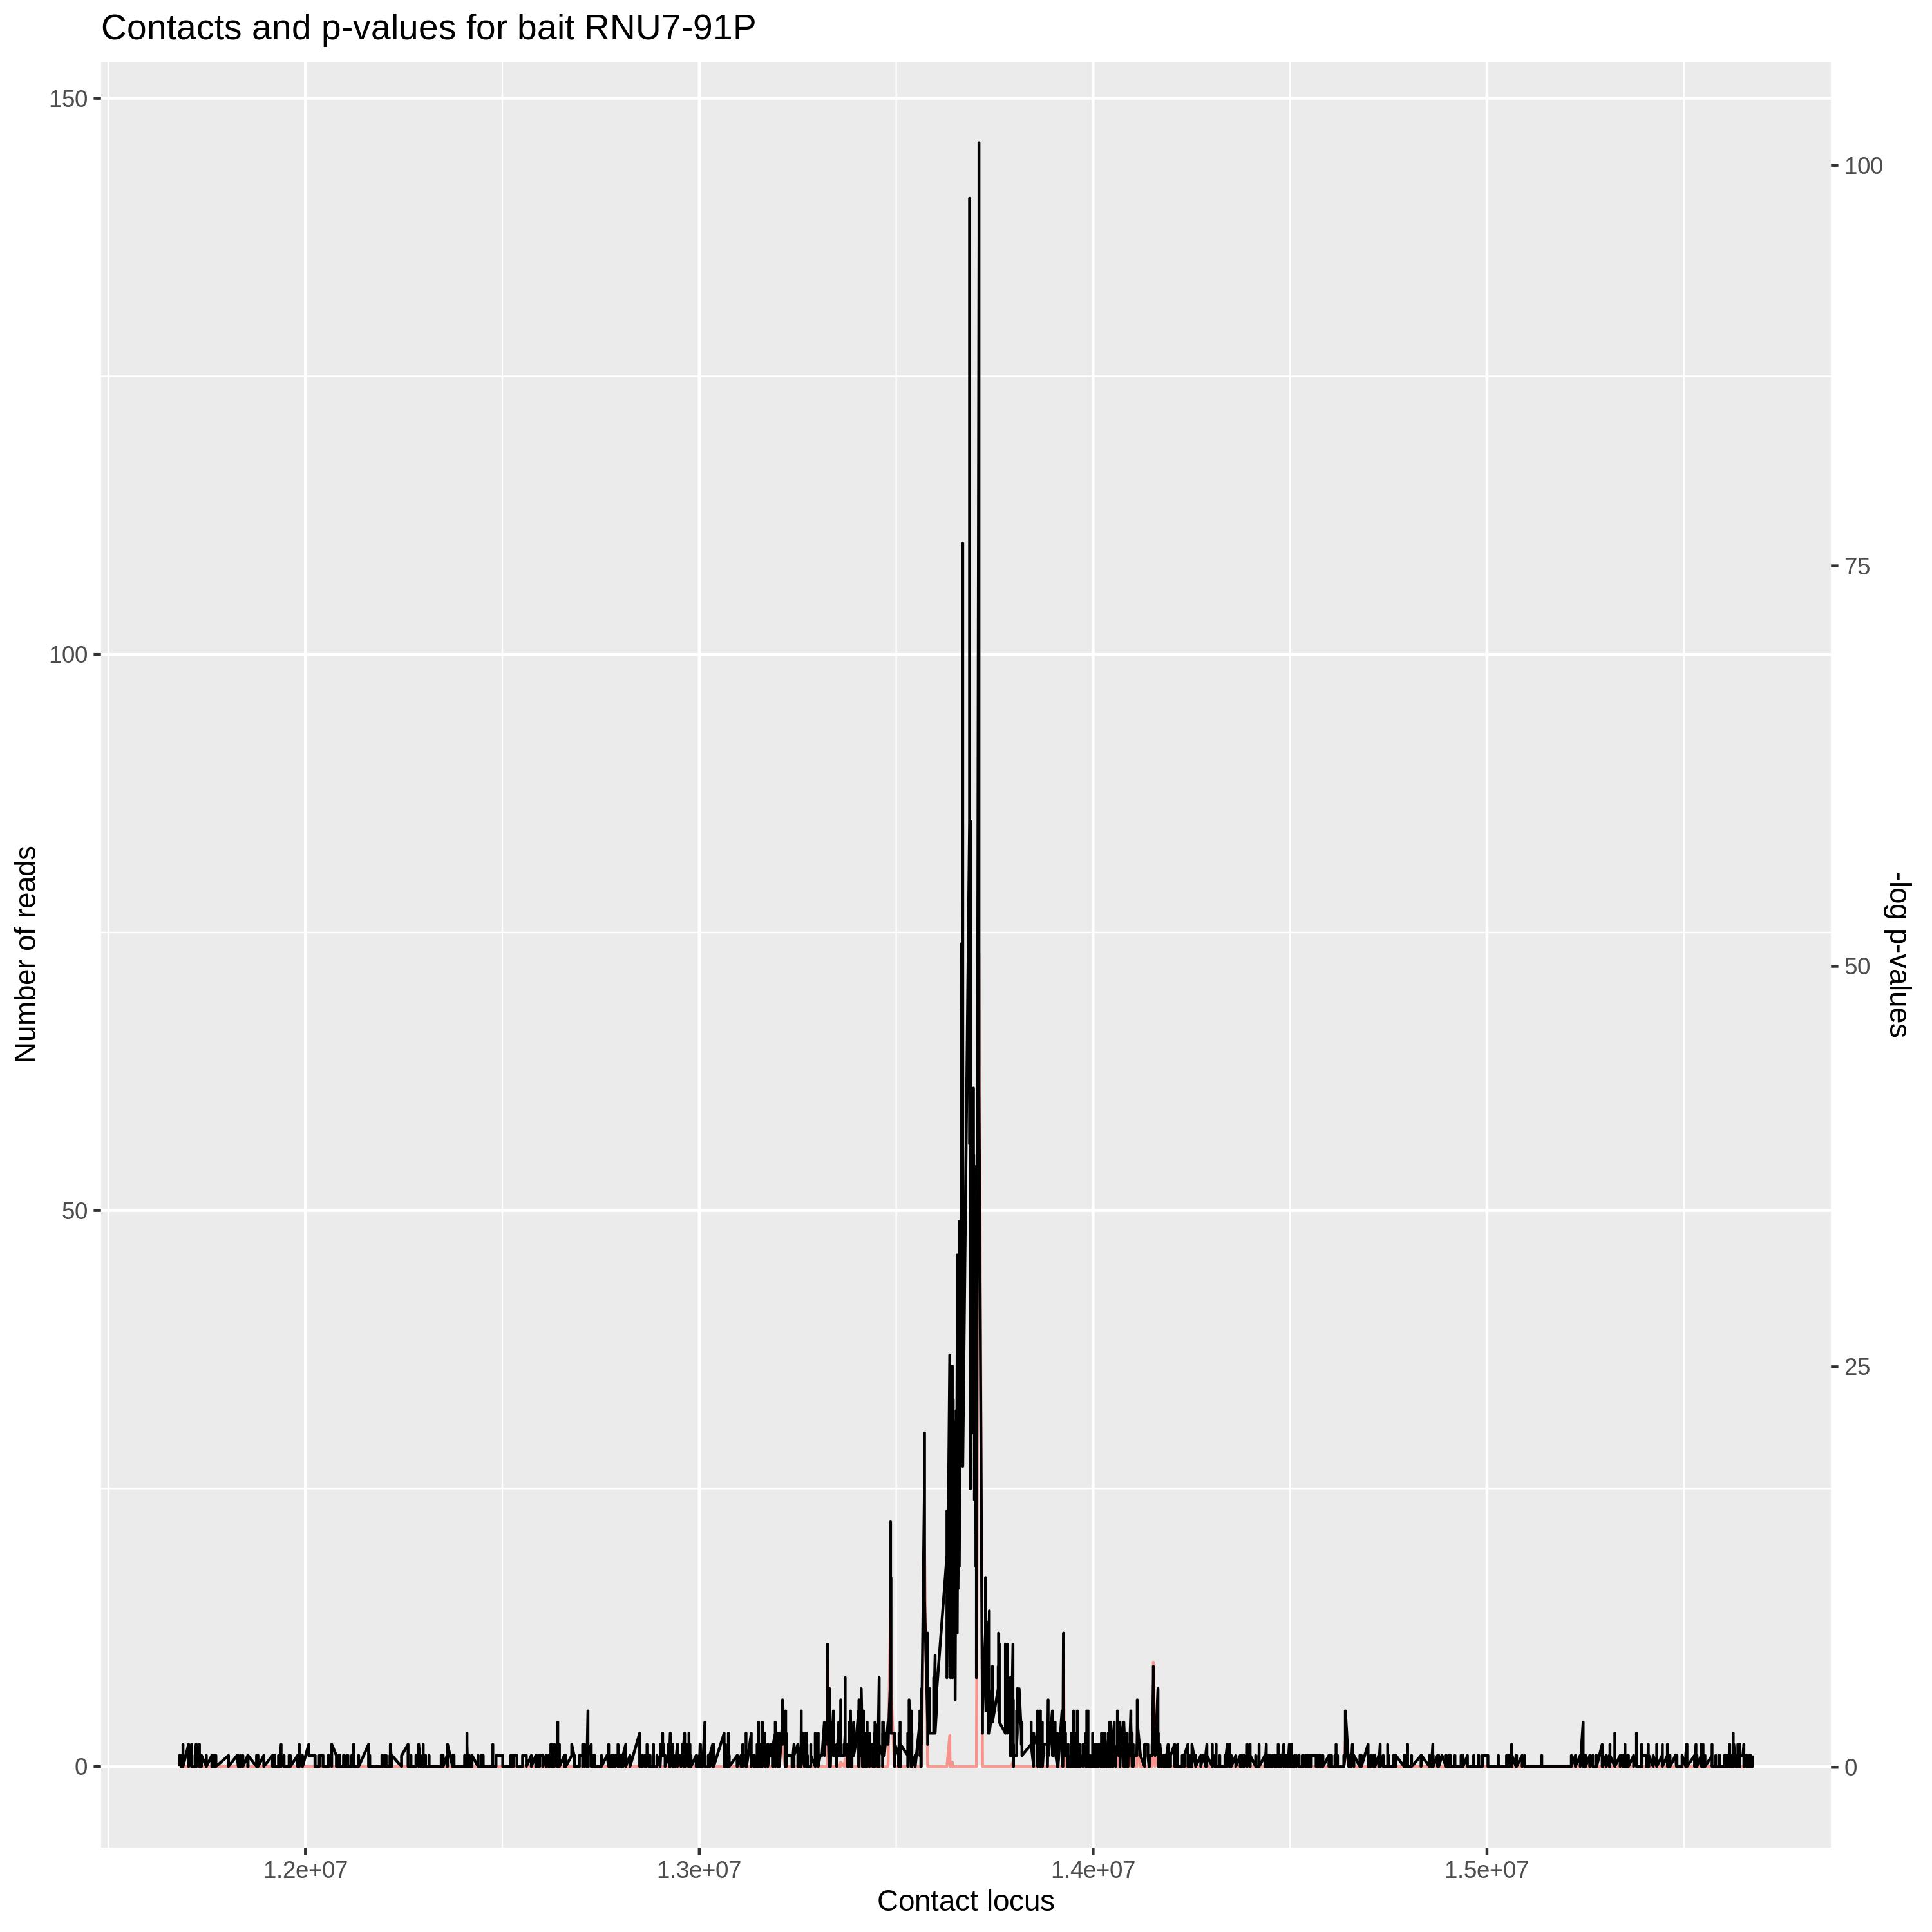 Contacts and p-values for bait RNU7-91P
150
100
50
0
Number of reads
100
75
50
25
0
-log p-values
1.2e+07
1.3e+07
1.4e+07
1.5e+07
Contact locus